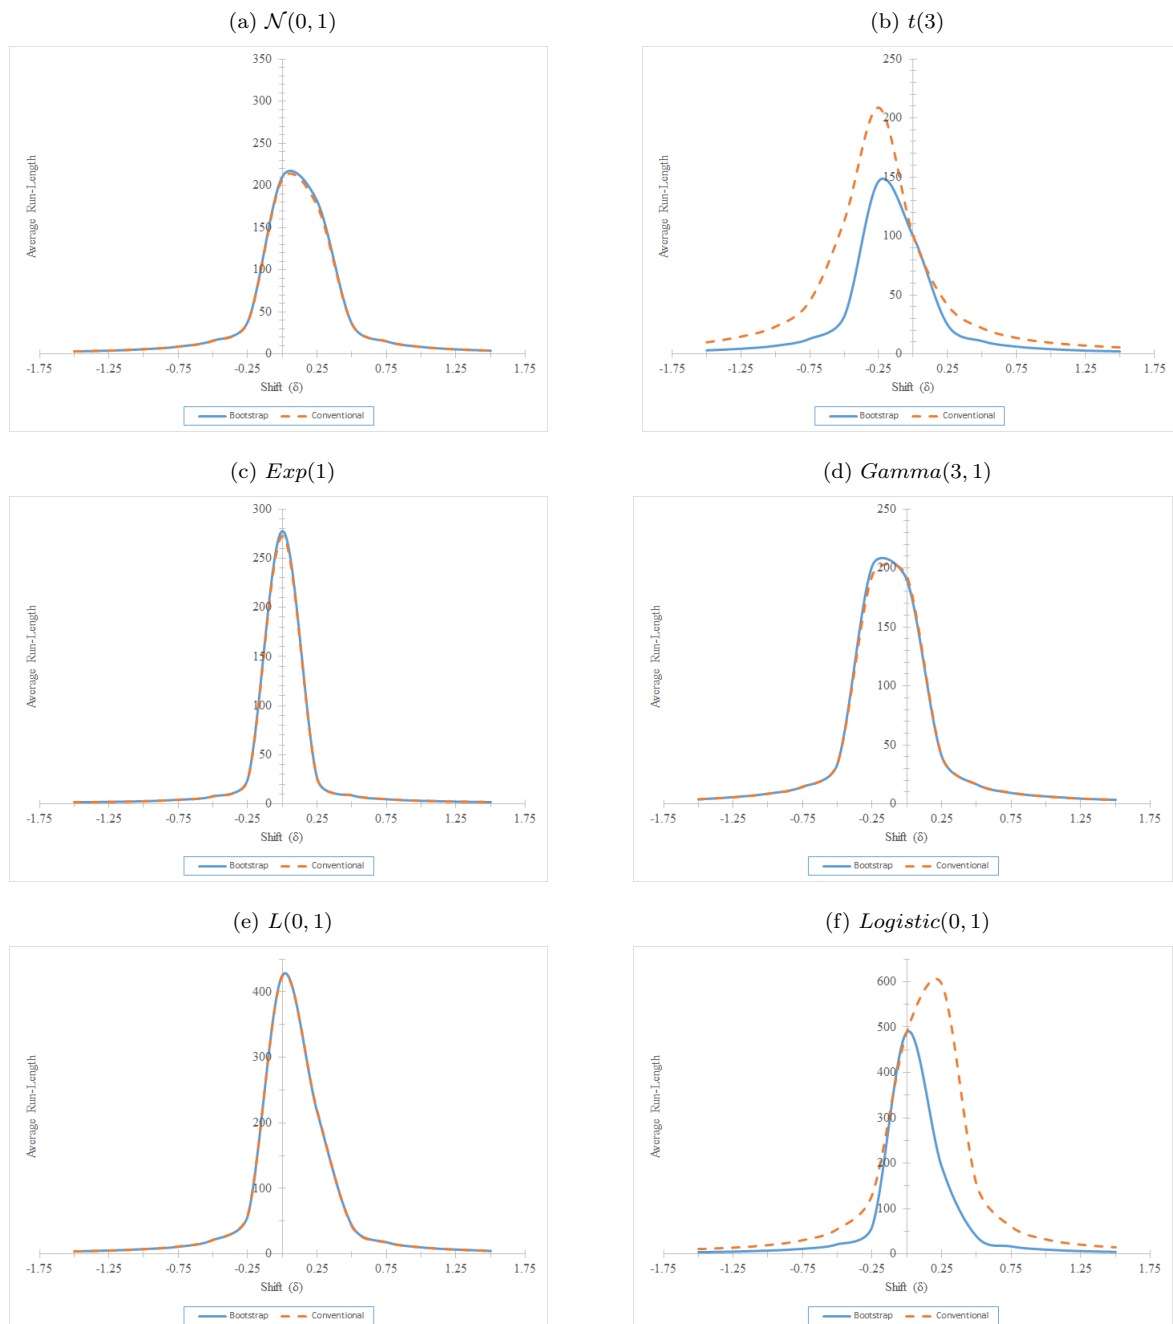 (a) 𝒩(0, 1)
350
300
250
200
150
100
50
0
-1.75 -1.25 -0.75 -0.25 0.25 0.75 1.25 1.75
Average Run-Length
Shift (δ)
Bootstrap Conventional
(b) t(3)
250
200
150
100
50
0
-1.75 -1.25 -0.75 -0.25 0.25 0.75 1.25 1.75
Average Run-Length
Shift (δ)
Bootstrap Conventional
(c) Exp(1)
300
250
200
150
100
50
0
-1.75 -1.25 -0.75 -0.25 0.25 0.75 1.25 1.75
Average Run-Length
Shift (δ)
Bootstrap Conventional
(d) Gamma(3, 1)
250
200
150
100
50
0
-1.75 -1.25 -0.75 -0.25 0.25 0.75 1.25 1.75
Average Run-Length
Shift (δ)
Bootstrap Conventional
(e) L(0, 1)
400
300
200
100
0
-1.75 -1.25 -0.75 -0.25 0.25 0.75 1.25 1.75
Average Run-Length
Shift (δ)
Bootstrap Conventional
(f) Logistic(0, 1)
600
500
400
300
200
100
0
-1.75 -1.25 -0.75 -0.25 0.25 0.75 1.25 1.75
Average Run-Length
Shift (δ)
Bootstrap Conventional